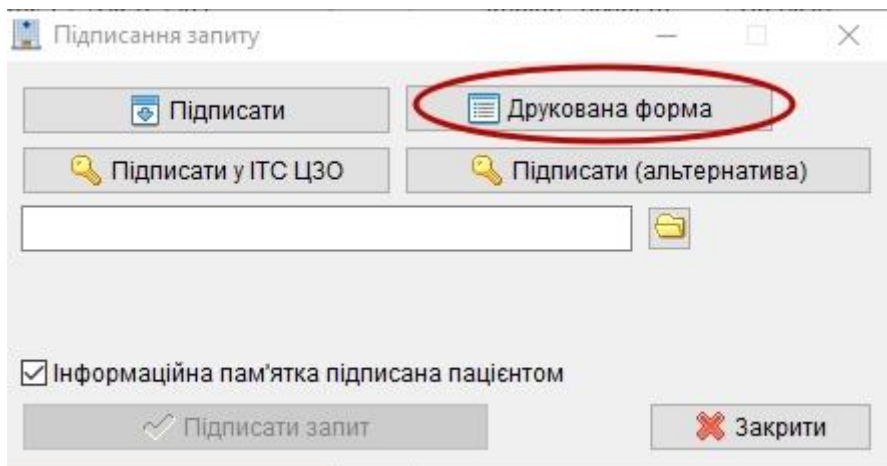 Підписання запиту
Підписати
Друкована форма
Підписати у ІТС ЦЗО
Підписати (альтернатива)
Інформаційна пам'ятка підписана пацієнтом
Підписати запит
Закрити